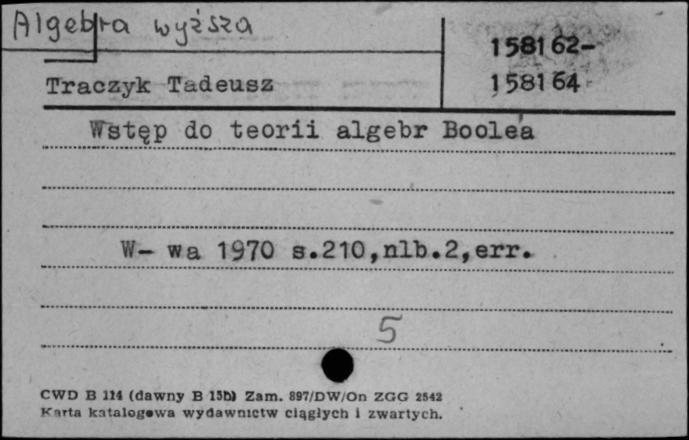 Algebra wyższa
158162-
158164
Traczyk Tadeusz
Wstęp do teorii algebr Boole'a
W- wa 1970 s.210,nlb.2,err.
5
CWD B 114 (dawny B 15b) Zam. 897/DW/On ZGG 2542
Karta katalogowa wydawnictw ciągłych i zwartych.